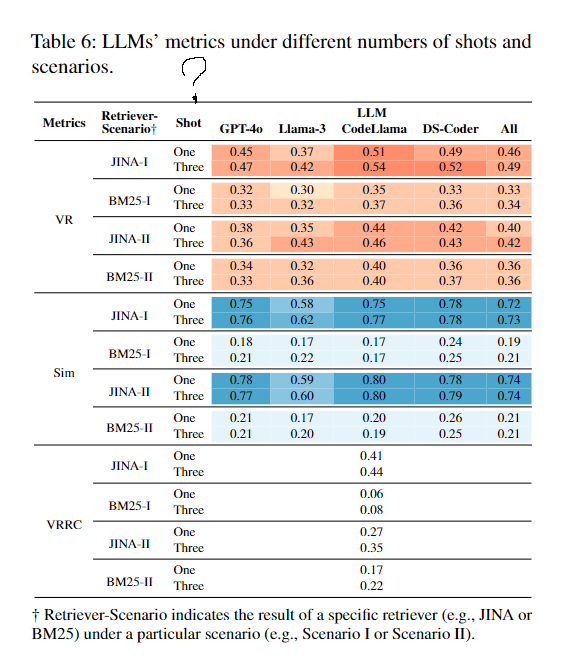 Table 6: LLMs' metrics under different numbers of shots and
scenarios.
?
Metrics Retriever-Scenario† Shot LLM
GPT-4o Llama-3 CodeLlama DS-Coder All
VR JINA-I One 0.45 0.37 0.51 0.49 0.46
Three 0.47 0.42 0.54 0.52 0.49
BM25-I One 0.32 0.30 0.35 0.33 0.33
Three 0.33 0.32 0.37 0.36 0.34
JINA-II One 0.38 0.35 0.44 0.42 0.40
Three 0.36 0.43 0.46 0.43 0.42
BM25-II One 0.34 0.32 0.40 0.36 0.36
Three 0.33 0.36 0.40 0.37 0.36
Sim JINA-I One 0.75 0.58 0.75 0.78 0.72
Three 0.76 0.62 0.77 0.78 0.73
BM25-I One 0.18 0.17 0.17 0.24 0.19
Three 0.21 0.22 0.17 0.25 0.21
JINA-II One 0.78 0.59 0.80 0.78 0.74
Three 0.77 0.60 0.80 0.79 0.74
BM25-II One 0.21 0.17 0.20 0.26 0.21
Three 0.21 0.20 0.19 0.25 0.21
VRRC JINA-I One 0.41
Three 0.44
BM25-I One 0.06
Three 0.08
JINA-II One 0.27
Three 0.35
BM25-II One 0.17
Three 0.22
† Retriever-Scenario indicates the result of a specific retriever (e.g., JINA or
BM25) under a particular scenario (e.g., Scenario I or Scenario II).